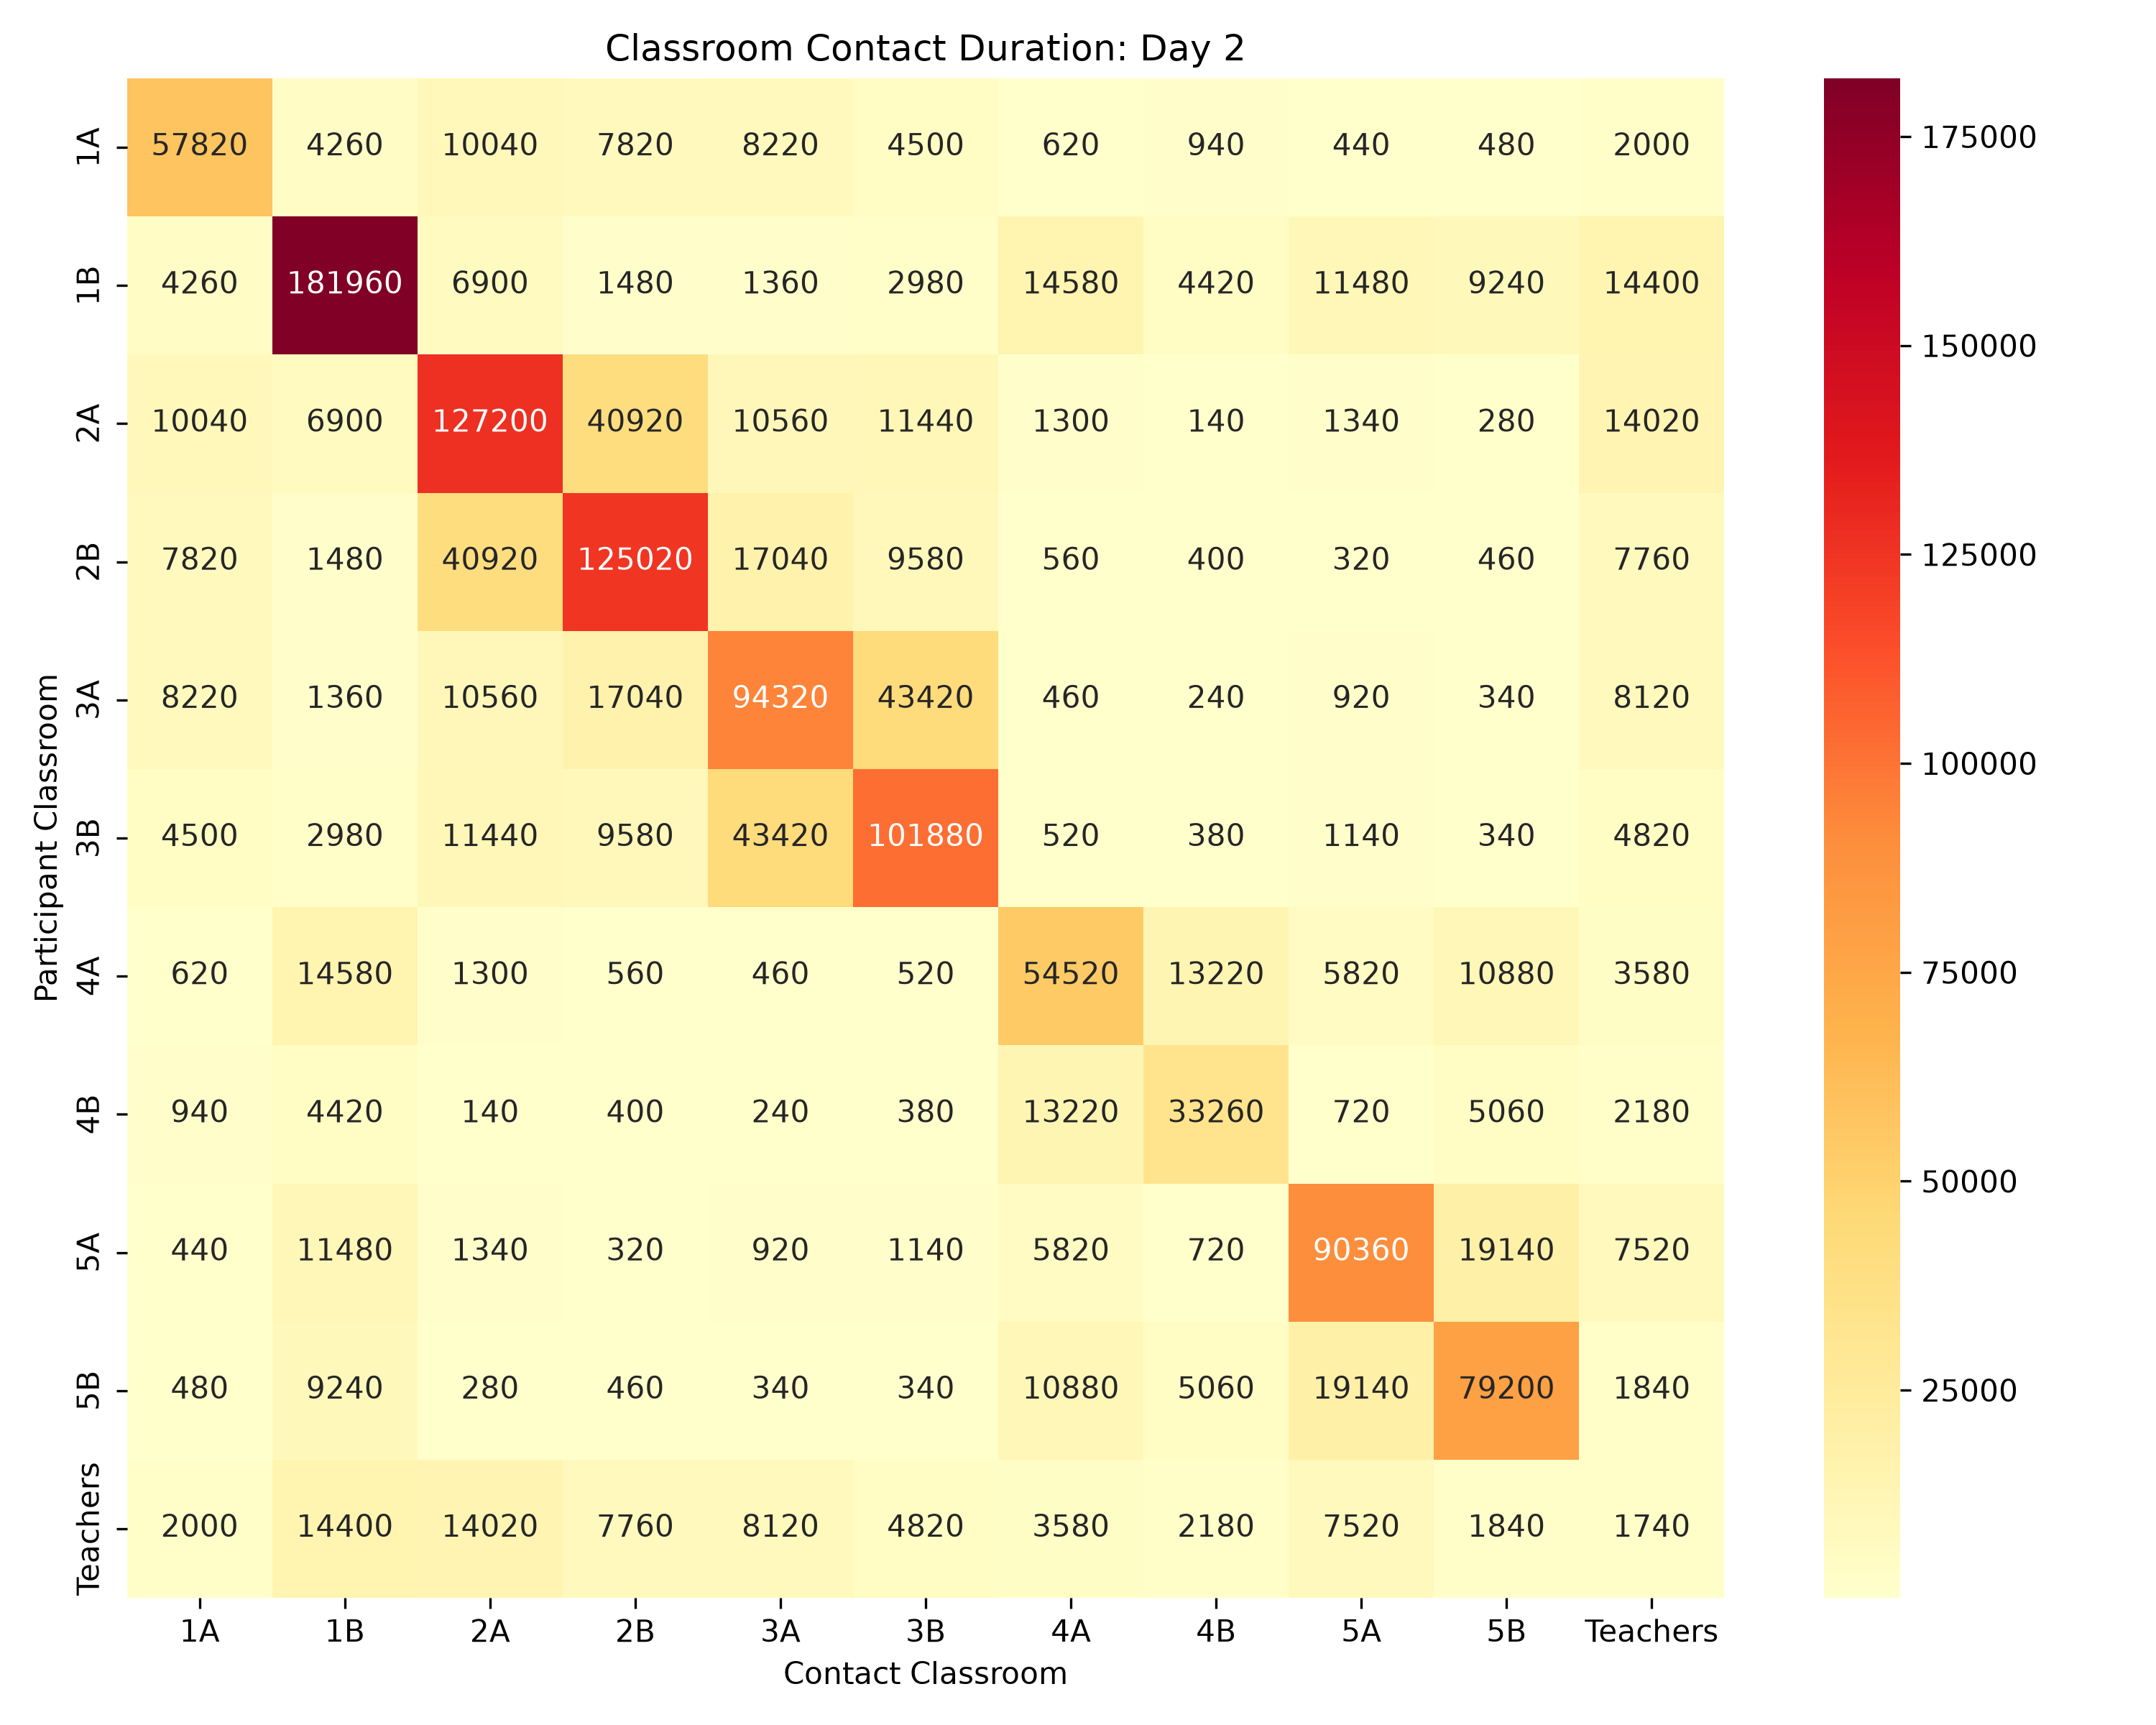 Classroom Contact Duration: Day 2
Participant Classroom
1A 57820 4260 10040 7820 8220 4500 620 940 440 480 2000
1B 4260 181960 6900 1480 1360 2980 14580 4420 11480 9240 14400
2A 10040 6900 127200 40920 10560 11440 1300 140 1340 280 14020
2B 7820 1480 40920 125020 17040 9580 560 400 320 460 7760
3A 8220 1360 10560 17040 94320 43420 460 240 920 340 8120
3B 4500 2980 11440 9580 43420 101880 520 380 1140 340 4820
4A 620 14580 1300 560 460 520 54520 13220 5820 10880 3580
4B 940 4420 140 400 240 380 13220 33260 720 5060 2180
5A 440 11480 1340 320 920 1140 5820 720 90360 19140 7520
5B 480 9240 280 460 340 340 10880 5060 19140 79200 1840
Teachers 2000 14400 14020 7760 8120 4820 3580 2180 7520 1840 1740
1A 1B 2A 2B 3A 3B 4A 4B 5A 5B Teachers
Contact Classroom
175000
150000
125000
100000
75000
50000
25000